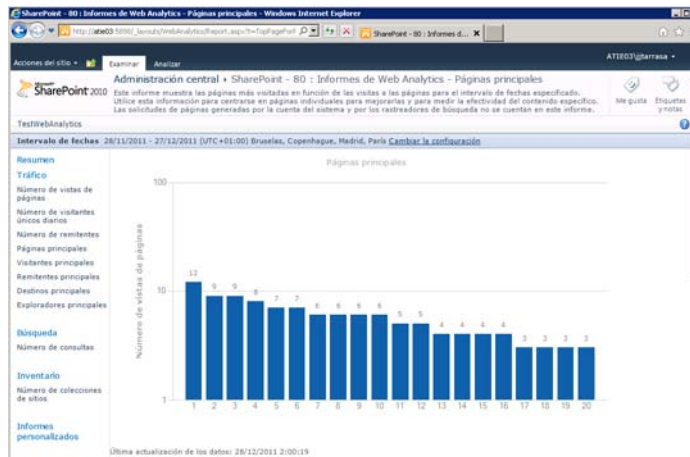 SharePoint - 80 : Informes de Web Analytics - Páginas principales - Windows Internet Explorer
SharePoint - 80 : Informes d...
Acciones del sitio
Examinar
Analizar
ATIE03\jgtarrasa
Microsoft
SharePoint 2010
Administración central ▸ SharePoint - 80 : Informes de Web Analytics - Páginas principales
Este informe muestra las páginas más visitadas en función de las visitas a las páginas para el intervalo de fechas especificado.
Utilice esta información para centrarse en páginas individuales para mejorarlas y para medir la efectividad del contenido específico.
Las solicitudes de páginas generadas por la cuenta del sistema y por los rastreadores de búsqueda no se cuentan en este informe.
Me gusta
Etiquetas
y notas
TestWebAnalytics
Intervalo de fechas 28/11/2011 - 27/12/2011 (UTC+01:00) Bruselas, Copenhague, Madrid, París Cambiar la configuración
Resumen
Tráfico
Número de vistas de
páginas
Número de visitantes
únicos diarios
Número de remitentes
Páginas principales
Visitantes principales
Remitentes principales
Destinos principales
Exploradores principales
Búsqueda
Número de consultas
Inventario
Número de colecciones
de sitios
Informes
personalizados
Páginas principales
Número de vistas de páginas
100
10
1
12 9 9 8 7 7 6 6 6 6 5 5 4 4 4 4 3 3 3 3
1 2 3 4 5 6 7 8 9 10 11 12 13 14 15 16 17 18 19 20
Última actualización de los datos: 28/12/2011 2:00:19